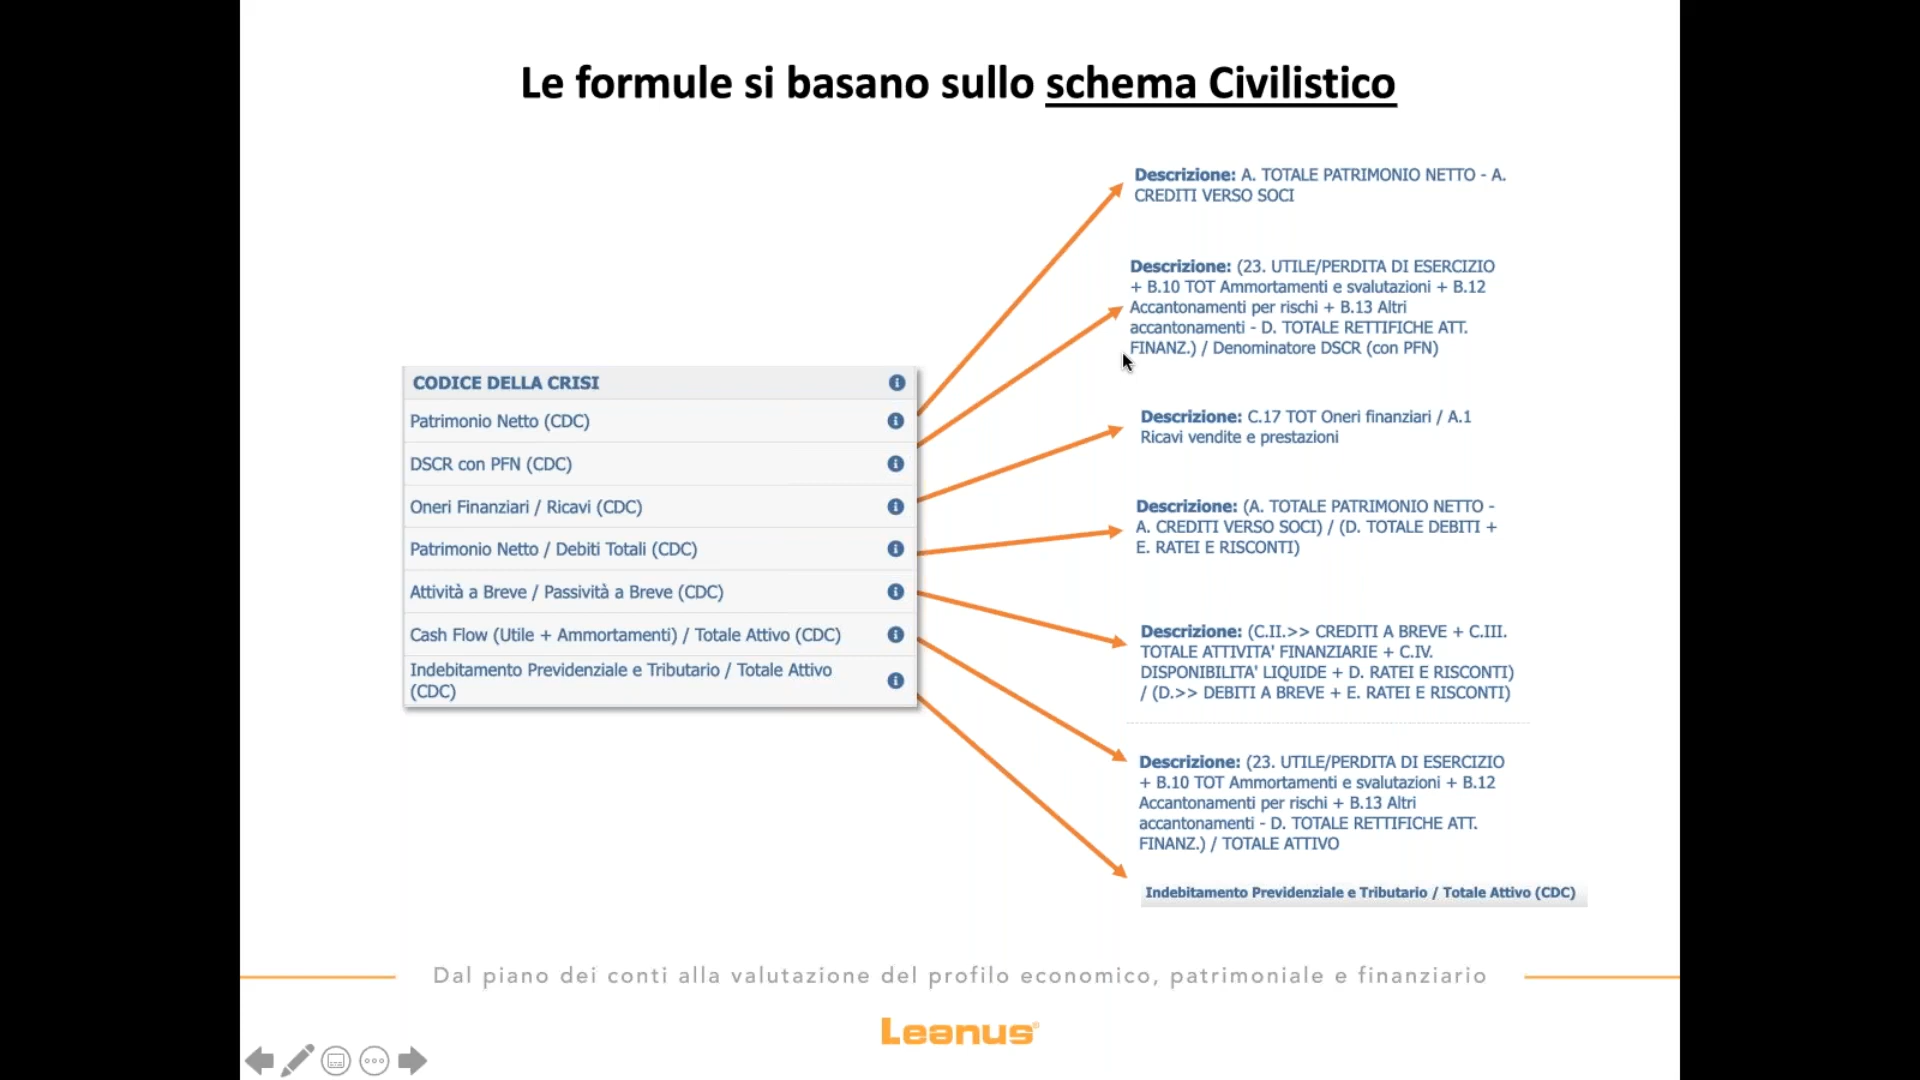 Le formule si basano sullo schema Civilistico
CODICE DELLA CRISI
Patrimonio Netto (CDC)
DSCR con PFN (CDC)
Oneri Finanziari / Ricavi (CDC)
Patrimonio Netto / Debiti Totali (CDC)
Attività a Breve / Passività a Breve (CDC)
Cash Flow (Utile + Ammortamenti) / Totale Attivo (CDC)
Indebitamento Previdenziale e Tributario / Totale Attivo
(CDC)
Descrizione: A. TOTALE PATRIMONIO NETTO - A.
CREDITI VERSO SOCI
Descrizione: (23. UTILE/PERDITA DI ESERCIZIO
+ B.10 TOT Ammortamenti e svalutazioni + B.12
Accantonamenti per rischi + B.13 Altri
accantonamenti - D. TOTALE RETTIFICHE ATT.
FINANZ.) / Denominatore DSCR (con PFN)
Descrizione: C.17 TOT Oneri finanziari / A.1
Ricavi vendite e prestazioni
Descrizione: (A. TOTALE PATRIMONIO NETTO -
A. CREDITI VERSO SOCI) / (D. TOTALE DEBITI +
E. RATEI E RISCONTI)
Descrizione: (C.II.>> CREDITI A BREVE + C.III.
TOTALE ATTIVITA' FINANZIARIE + C.IV.
DISPONIBILITA' LIQUIDE + D. RATEI E RISCONTI)
/ (D.>> DEBITI A BREVE + E. RATEI E RISCONTI)
Descrizione: (23. UTILE/PERDITA DI ESERCIZIO
+ B.10 TOT Ammortamenti e svalutazioni + B.12
Accantonamenti per rischi + B.13 Altri
accantonamenti - D. TOTALE RETTIFICHE ATT.
FINANZ.) / TOTALE ATTIVO
Indebitamento Previdenziale e Tributario / Totale Attivo (CDC)
Dal piano dei conti alla valutazione del profilo economico, patrimoniale e finanziario
Leanus®